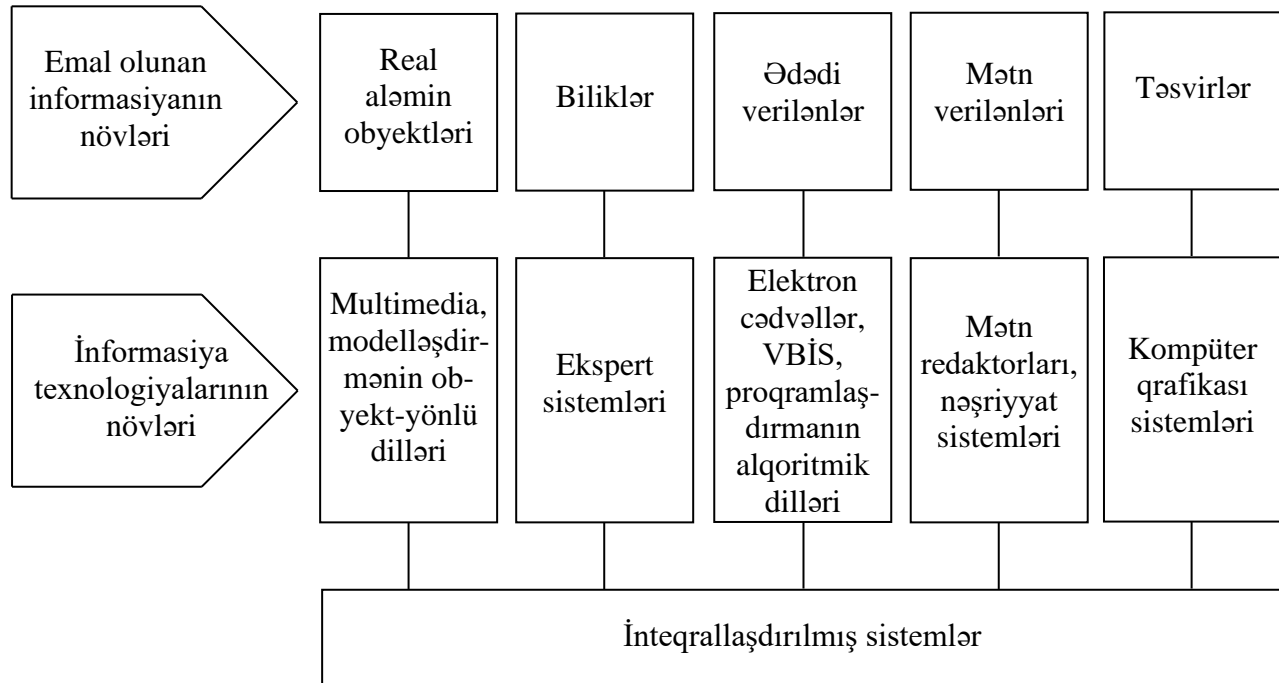 Emal olunan
informasiyanın
növləri
Real
aləmin
obyektləri
Biliklər
Ədədi
verilənlər
Mətn
verilənləri
Təsvirlər
İnformasiya
texnologiyalarının
növləri
Multimedia,
modelləşdir-
mənin ob-
yekt-yönlü
dilləri
Ekspert
sistemləri
Elektron
cədvəllər,
VBİS,
proqramlaş-
dırmanın
alqoritmik
dilləri
Mətn
redaktorları,
nəşriyyat
sistemləri
Kompüter
qrafikası
sistemləri
İnteqrallaşdırılmış sistemlər